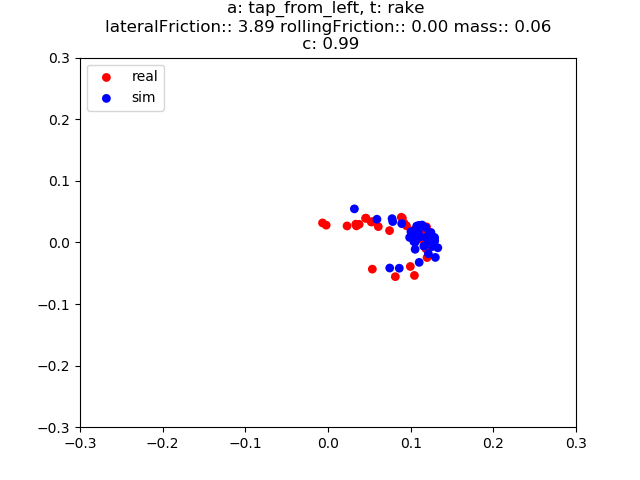 a: tap_from_left, t: rake
lateralFriction:: 3.89 rollingFriction:: 0.00 mass:: 0.06
c: 0.99
real
sim
0.3
0.2
0.1
0.0
−0.1
−0.2
−0.3
−0.3
−0.2
−0.1
0.0
0.1
0.2
0.3